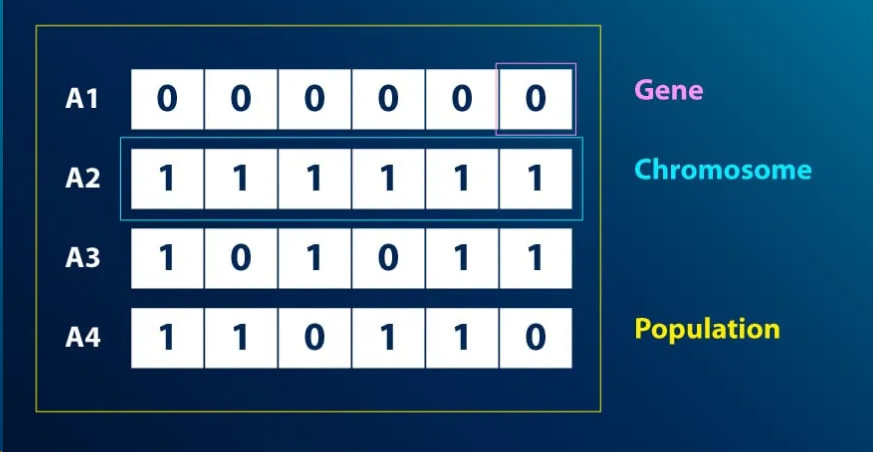 A1 0 0 0 0 0 0 Gene
A2 1 1 1 1 1 1 Chromosome
A3 1 0 1 0 1 1
A4 1 1 0 1 1 0 Population